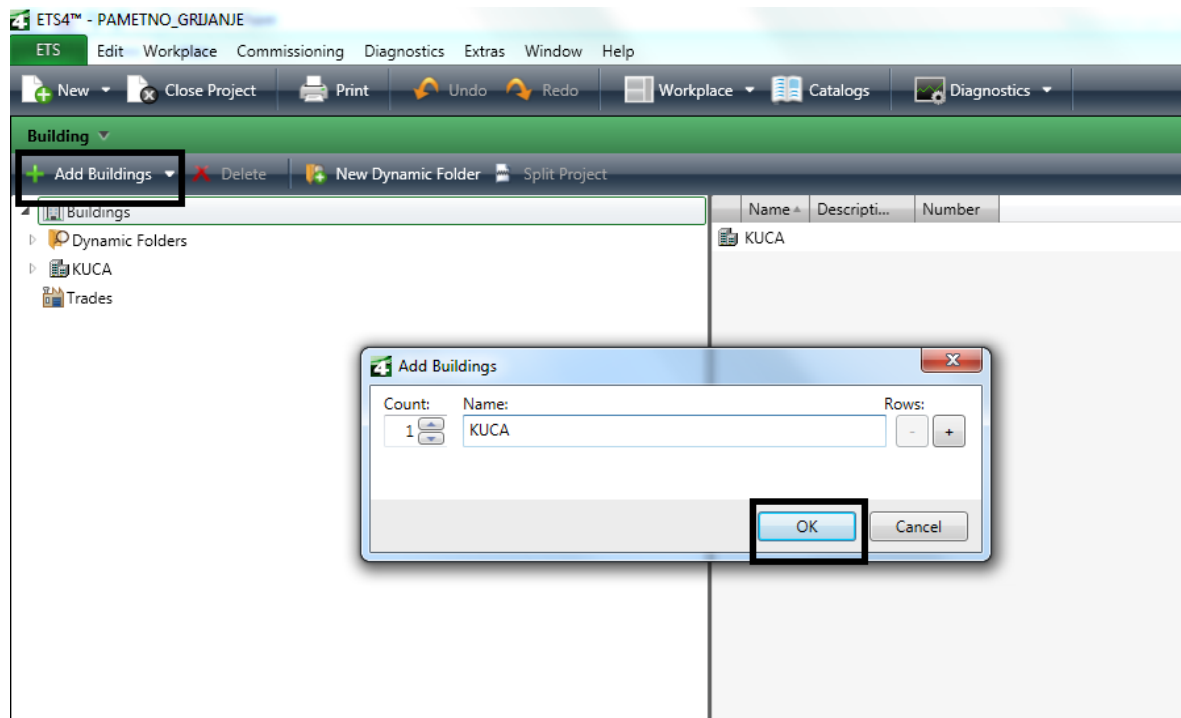 ETS4™ - PAMETNO_GRIJANJE
ETS Edit Workplace Commissioning Diagnostics Extras Window Help
New Close Project Print Undo Redo Workplace Catalogs Diagnostics
Building
Add Buildings Delete New Dynamic Folder Split Project
Buildings
Dynamic Folders
KUCA
Trades
Name Descripti... Number
KUCA
4 Add Buildings
Count: Name: Rows:
1 KUCA - +
OK Cancel